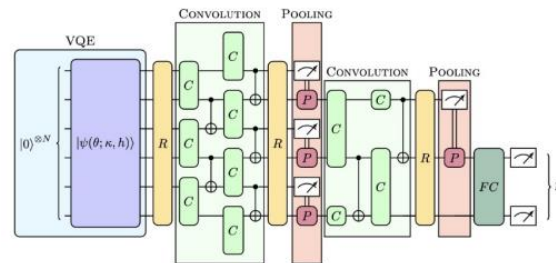 CONVOLUTION POOLING
VQE
CONVOLUTION POOLING
|0⟩^{⊗N} |ψ(θ; κ, h)⟩ R C C C C C C C C R P P P C C C C R P FC